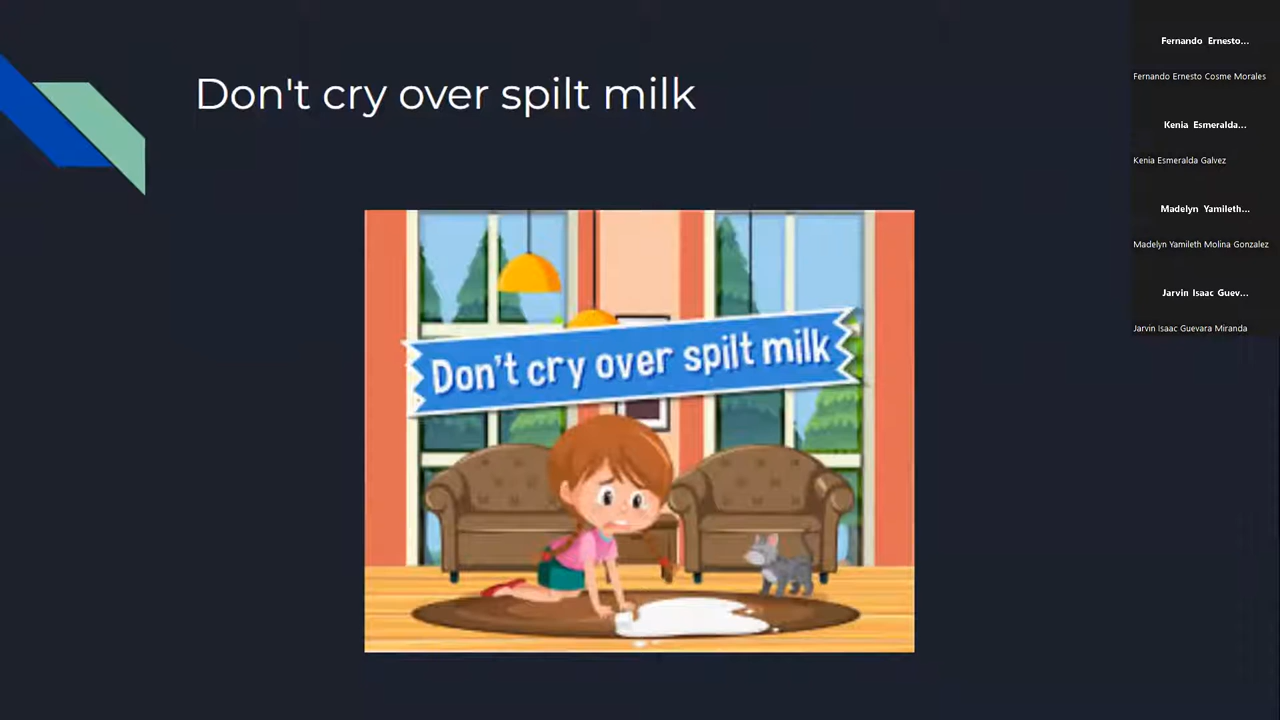 Don't cry over spilt milk
Don't cry over spilt milk
Fernando Ernesto...
Fernando Ernesto Cosme Morales
Kenia Esmeralda...
Kenia Esmeralda Galvez
Madelyn Yamileth...
Madelyn Yamileth Molina Gonzalez
Jarvin Isaac Guev...
Jarvin Isaac Guevara Miranda